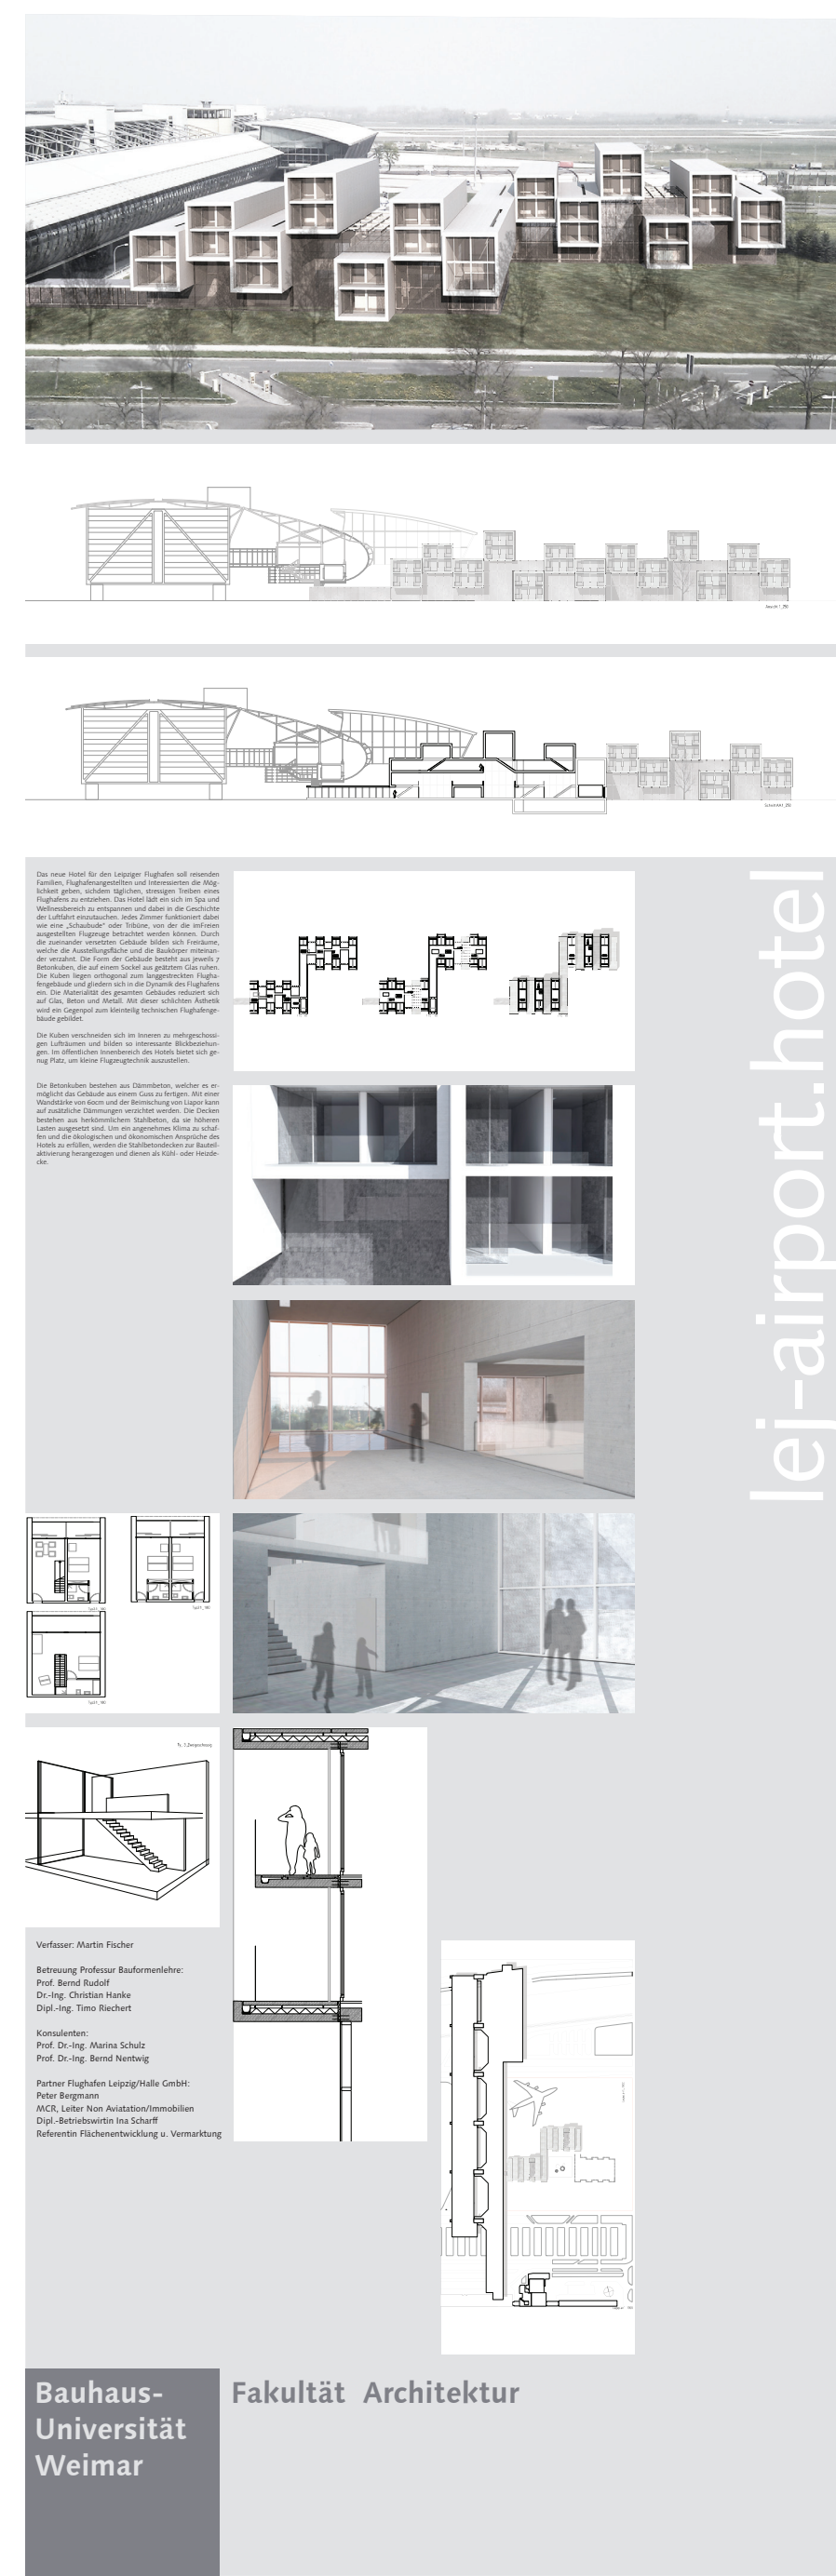 Das neue Hotel für den Leipziger Flughafen soll reisenden
Familien, Flughafenangestellten und Interessierten die Mög-
lichkeit geben, sichdem täglichen, stressigen Treiben eines
Flughafens zu entziehen. Das Hotel lädt ein sich im Spa und
Wellnessbereich zu entspannen und dabei in die Geschichte
der Luftfahrt einzutauchen. Jedes Zimmer funktioniert dabei
wie eine „Schaubude“ oder Tribüne, von der die imFreien
ausgestellten Flugzeuge betrachtet werden können. Durch
die zueinander versetzten Gebäude bilden sich Freiräume,
welche die Ausstellungsfläche und die Baukörper miteinan-
der verzahnt. Die Form der Gebäude besteht aus jeweils 7
Betonkuben, die auf einem Sockel aus geätztem Glas ruhen.
Die Kuben liegen orthogonal zum langgestreckten Flugha-
fengebäude und gliedern sich in die Dynamik des Flughafens
ein. Die Materialität des gesamten Gebäudes reduziert sich
auf Glas, Beton und Metall. Mit dieser schlichten Ästhetik
wird ein Gegenpol zum kleinteilig technischen Flughafenge-
bäude gebildet.
Die Kuben verschneiden sich im Inneren zu mehrgeschossi-
gen Lufträumen und bilden so interessante Blickbeziehun-
gen. Im öffentlichen Innenbereich des Hotels bietet sich ge-
nug Platz, um kleine Flugzeugtechnik auszustellen.
Die Betonkuben bestehen aus Dämmbeton, welcher es er-
möglicht das Gebäude aus einem Guss zu fertigen. Mit einer
Wandstärke von 60cm und der Beimischung von Liapor kann
auf zusätzliche Dämmungen verzichtet werden. Die Decken
bestehen aus herkömmlichem Stahlbeton, da sie höheren
Lasten ausgesetzt sind. Um ein angenehmes Klima zu schaf-
fen und die ökologischen und ökonomischen Ansprüche des
Hotels zu erfüllen, werden die Stahlbetondecken zur Bauteil-
aktivierung herangezogen und dienen als Kühl- oder Heizde-
cke.
lej-airport.hotel
Verfasser: Martin Fischer
Betreuung Professur Bauformenlehre:
Prof. Bernd Rudolf
Dr.-Ing. Christian Hanke
Dipl.-Ing. Timo Riechert
Konsulenten:
Prof. Dr.-Ing. Marina Schulz
Prof. Dr.-Ing. Bernd Nentwig
Partner Flughafen Leipzig/Halle GmbH:
Peter Bergmann
MCR, Leiter Non Aviatation/Immobilien
Dipl.-Betriebswirtin Ina Scharff
Referentin Flächenentwicklung u. Vermarktung
Bauhaus-
Universität
Weimar
Fakultät Architektur